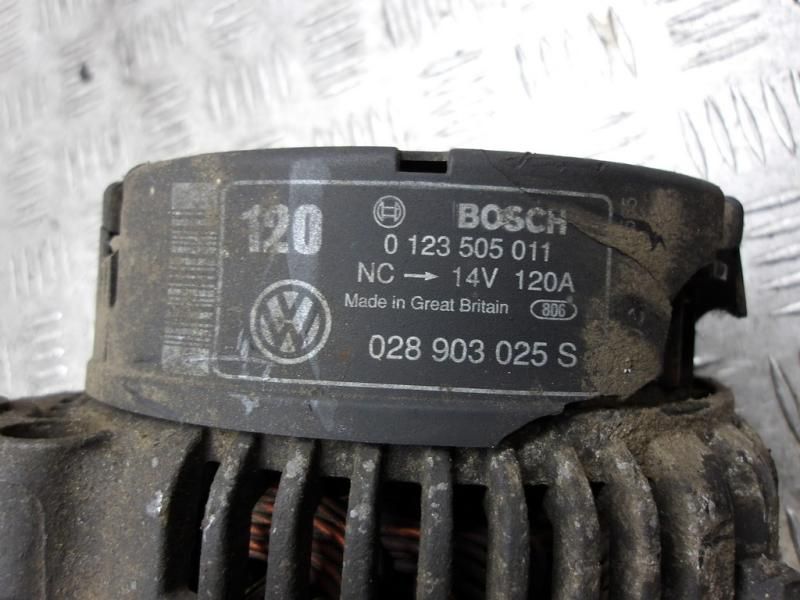 120
BOSCH
0 123 505 011
NC → 14V 120A
Made in Great Britain 806
028 903 025 S